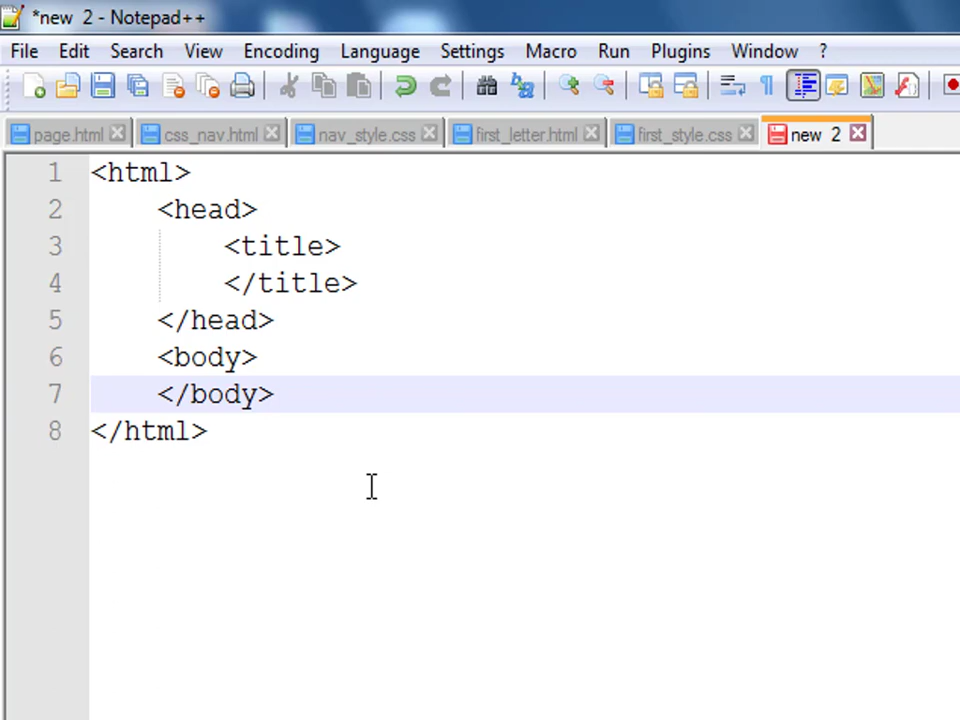 *new 2 - Notepad++
File Edit Search View Encoding Language Settings Macro Run Plugins Window ?
page.html css_nav.html nav_style.css first_letter.html first_style.css new 2
1 <html>
2 <head>
3 <title>
4 </title>
5 </head>
6 <body>
7 </body>
8 </html>